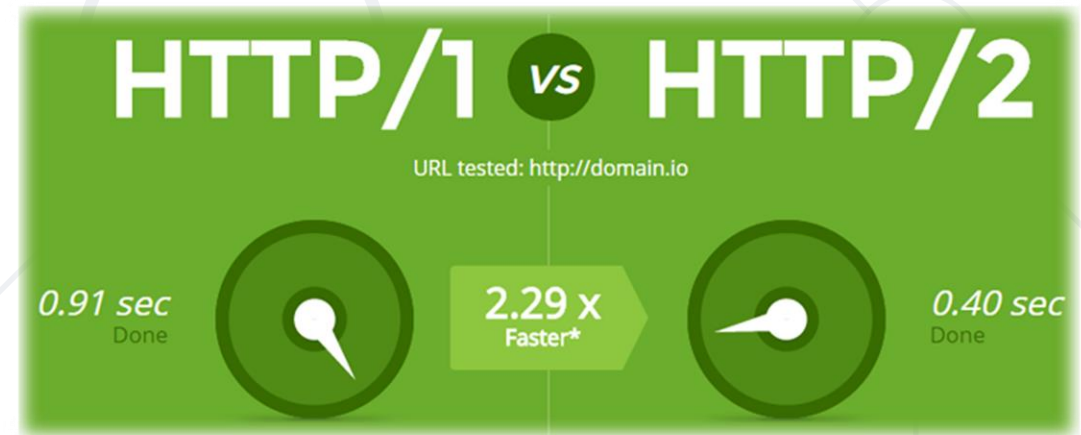 HTTP/1 vs HTTP/2
URL tested: http://domain.io
0.91 sec
Done
2.29 x
Faster*
0.40 sec
Done